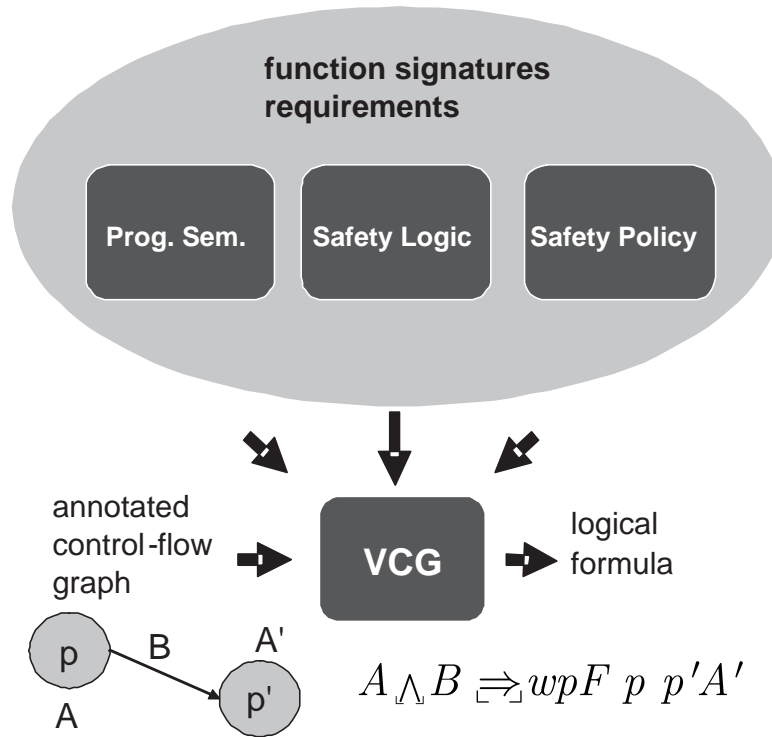 function signatures
requirements
Prog. Sem.
Safety Logic
Safety Policy
annotated
control-flow
graph
VCG
logical
formula
p
B
A'
p'
A
A ⋀ B ⇒ wpF p p'A'